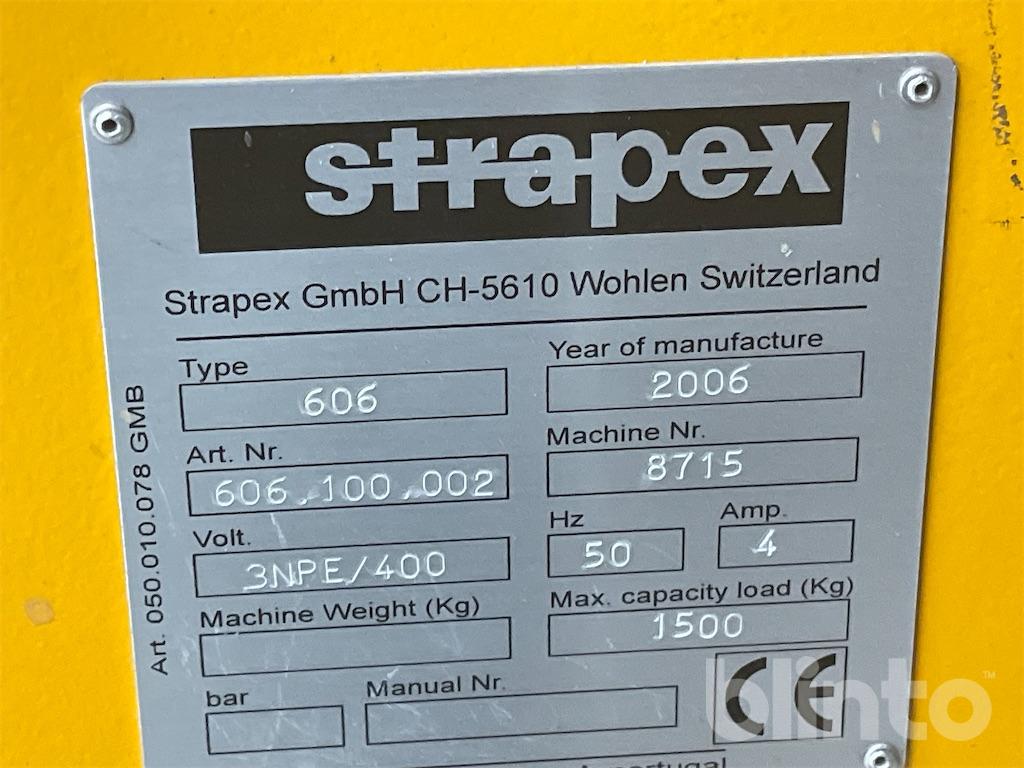 strapex
Strapex GmbH CH-5610 Wohlen Switzerland
Type
606
Year of manufacture
2006
Art. Nr.
606.100.002
Machine Nr.
8715
Volt.
3NPE/400
Hz
50
Amp.
4
Machine Weight (Kg)
Max. capacity load (Kg)
1500
bar
Manual Nr.
CE
Art. 050.010.078 GMB
blinto™